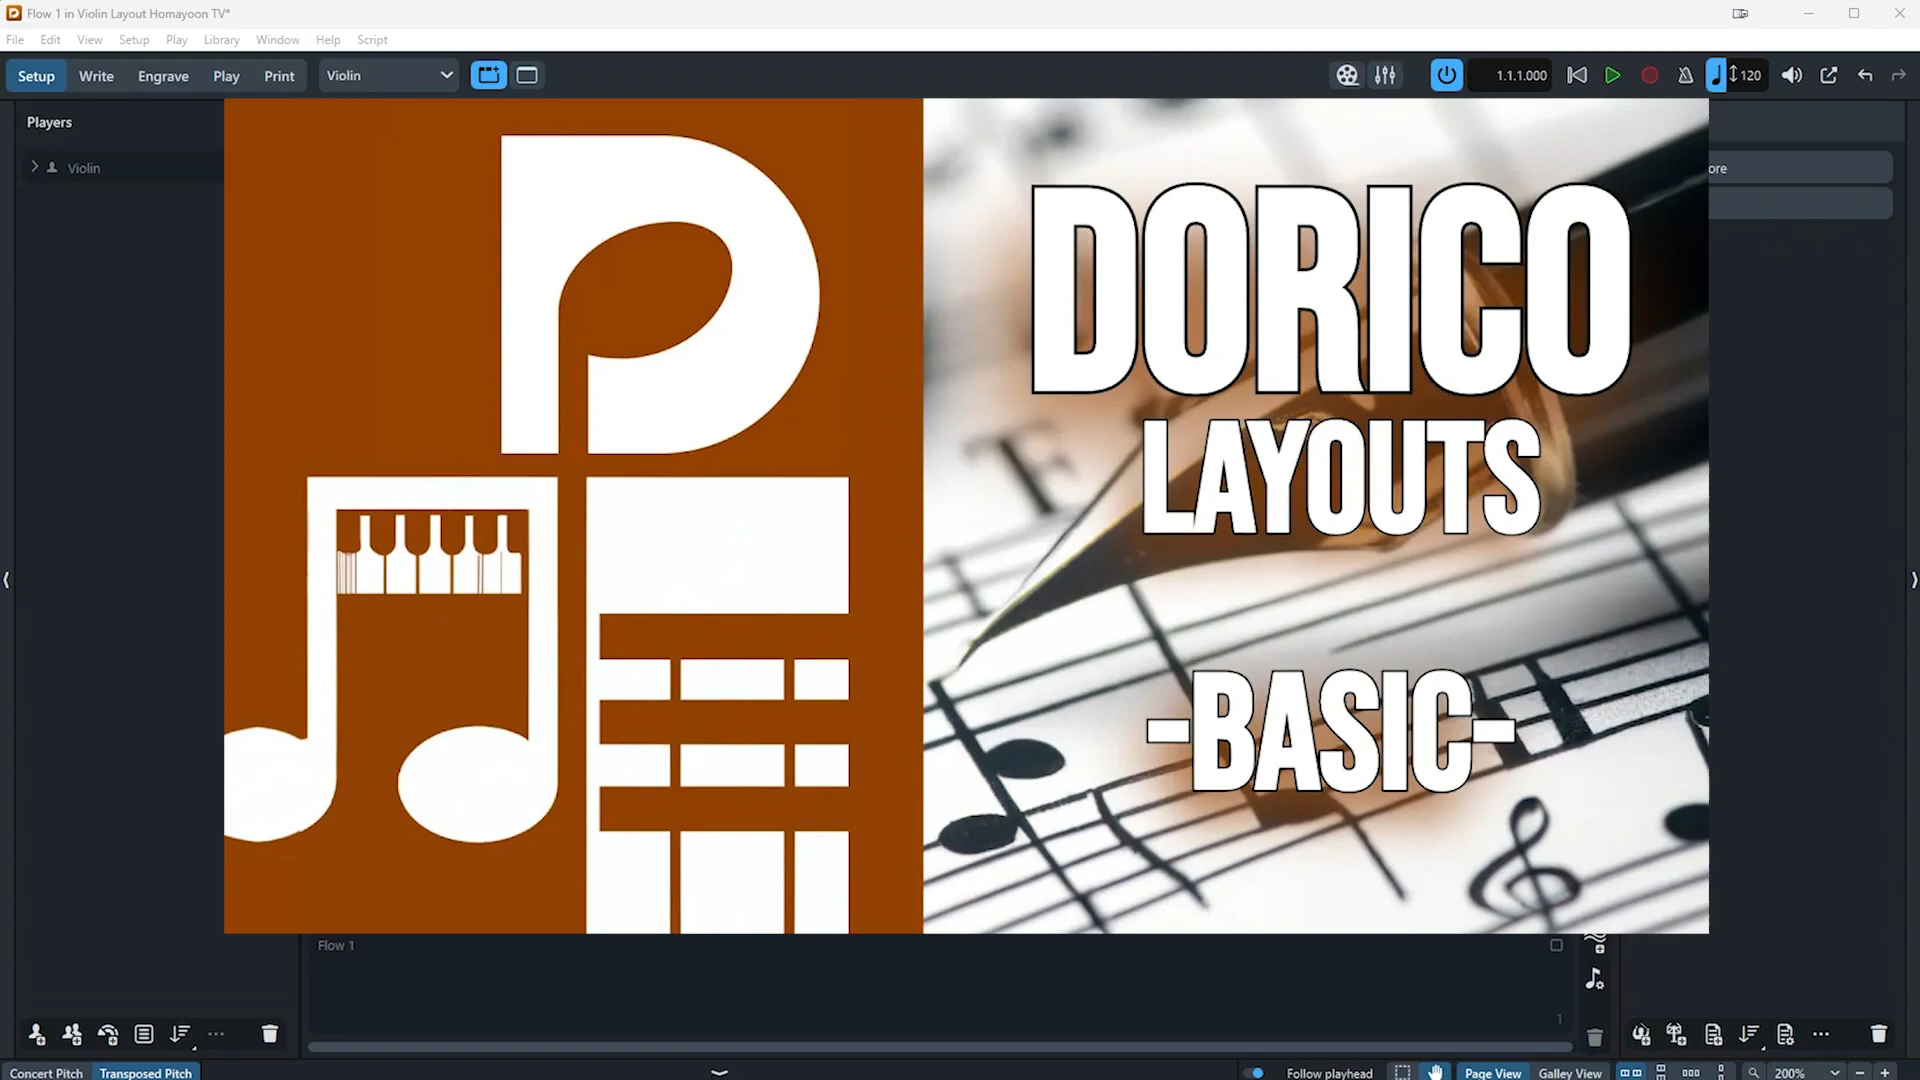 Flow 1 in Violin Layout Homayoon TV*
File Edit View Setup Play Library Window Help Script
Setup Write Engrave Play Print Violin 1.1.1.000 120
Players
Violin
ore
DORICO
LAYOUTS
-BASIC-
Flow 1
1
Concert Pitch Transposed Pitch Follow playhead Page View Galley View 200%